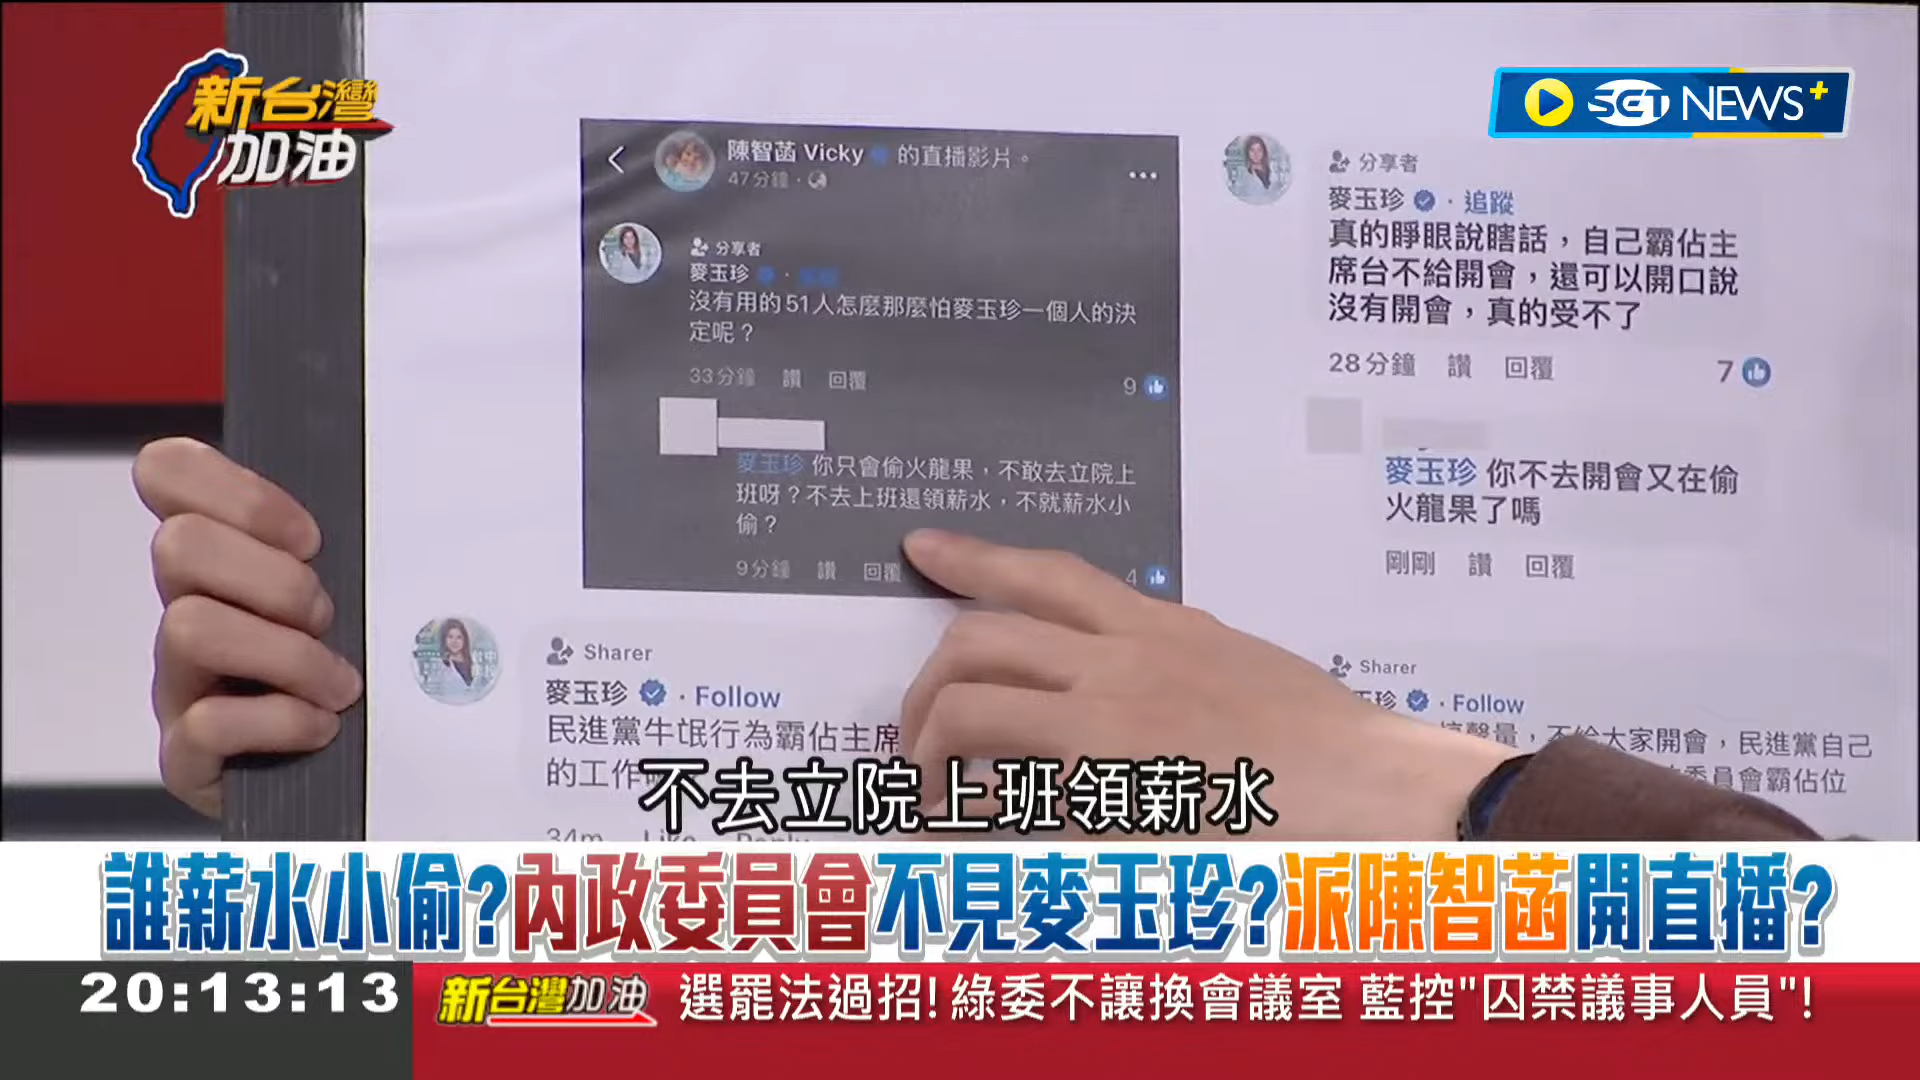 新台灣
加油
SET NEWS+
陳智菡 Vicky 的直播影片。
47分鐘
分享者
麥玉珍
沒有用的51人怎麼那麼怕麥玉珍一個人的決
定呢？
33分鐘 讚 回覆
9
麥玉珍 你只會偷火龍果，不敢去立院上
班呀？不去上班還領薪水，不就薪水小
偷？
9分鐘 讚 回覆
4
分享者
麥玉珍 · 追蹤
真的睜眼說瞎話，自己霸佔主
席台不給開會，還可以開口說
沒有開會，真的受不了
28分鐘 讚 回覆
7
麥玉珍 你不去開會又在偷
火龍果了嗎
剛剛 讚 回覆
Sharer
麥玉珍 · Follow
民進黨牛氓行為霸佔主席
的工作
34m Like Reply
Sharer
玉珍 · Follow
聲量，不給大家開會，民進黨自己
委員會霸佔位
不去立院上班領薪水
誰薪水小偷?內政委員會不見麥玉珍?派陳智菡開直播?
20:13:13
新台灣加油
選罷法過招!綠委不讓換會議室 藍控"囚禁議事人員"!